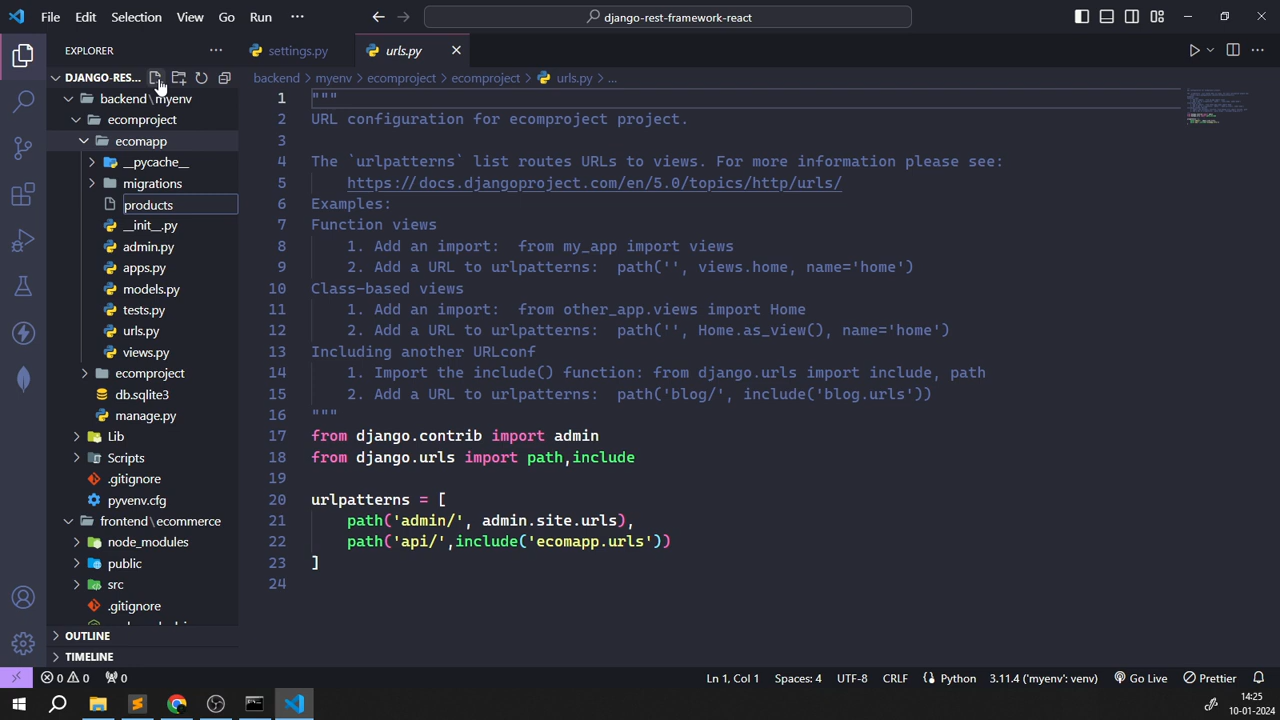 File Edit Selection View Go Run ···
django-rest-framework-react
EXPLORER ···
settings.py
urls.py
DJANGO-RES...
backend > myenv > ecomproject > ecomproject > urls.py > ...
backend \ myenv
ecomproject
ecomapp
__pycache__
migrations
products
__init__.py
admin.py
apps.py
models.py
tests.py
urls.py
views.py
ecomproject
db.sqlite3
manage.py
Lib
Scripts
.gitignore
pyvenv.cfg
frontend \ ecommerce
node_modules
public
src
.gitignore
OUTLINE
TIMELINE
1 """
2 URL configuration for ecomproject project.
3
4 The `urlpatterns` list routes URLs to views. For more information please see:
5 https://docs.djangoproject.com/en/5.0/topics/http/urls/
6 Examples:
7 Function views
8 1. Add an import: from my_app import views
9 2. Add a URL to urlpatterns: path('', views.home, name='home')
10 Class-based views
11 1. Add an import: from other_app.views import Home
12 2. Add a URL to urlpatterns: path('', Home.as_view(), name='home')
13 Including another URLconf
14 1. Import the include() function: from django.urls import include, path
15 2. Add a URL to urlpatterns: path('blog/', include('blog.urls'))
16 """
17 from django.contrib import admin
18 from django.urls import path,include
19
20 urlpatterns = [
21 path('admin/', admin.site.urls),
22 path('api/',include('ecomapp.urls'))
23 ]
24
0 0 0 Ln 1, Col 1 Spaces: 4 UTF-8 CRLF Python 3.11.4 ('myenv': venv) Go Live Prettier
14:25
10-01-2024